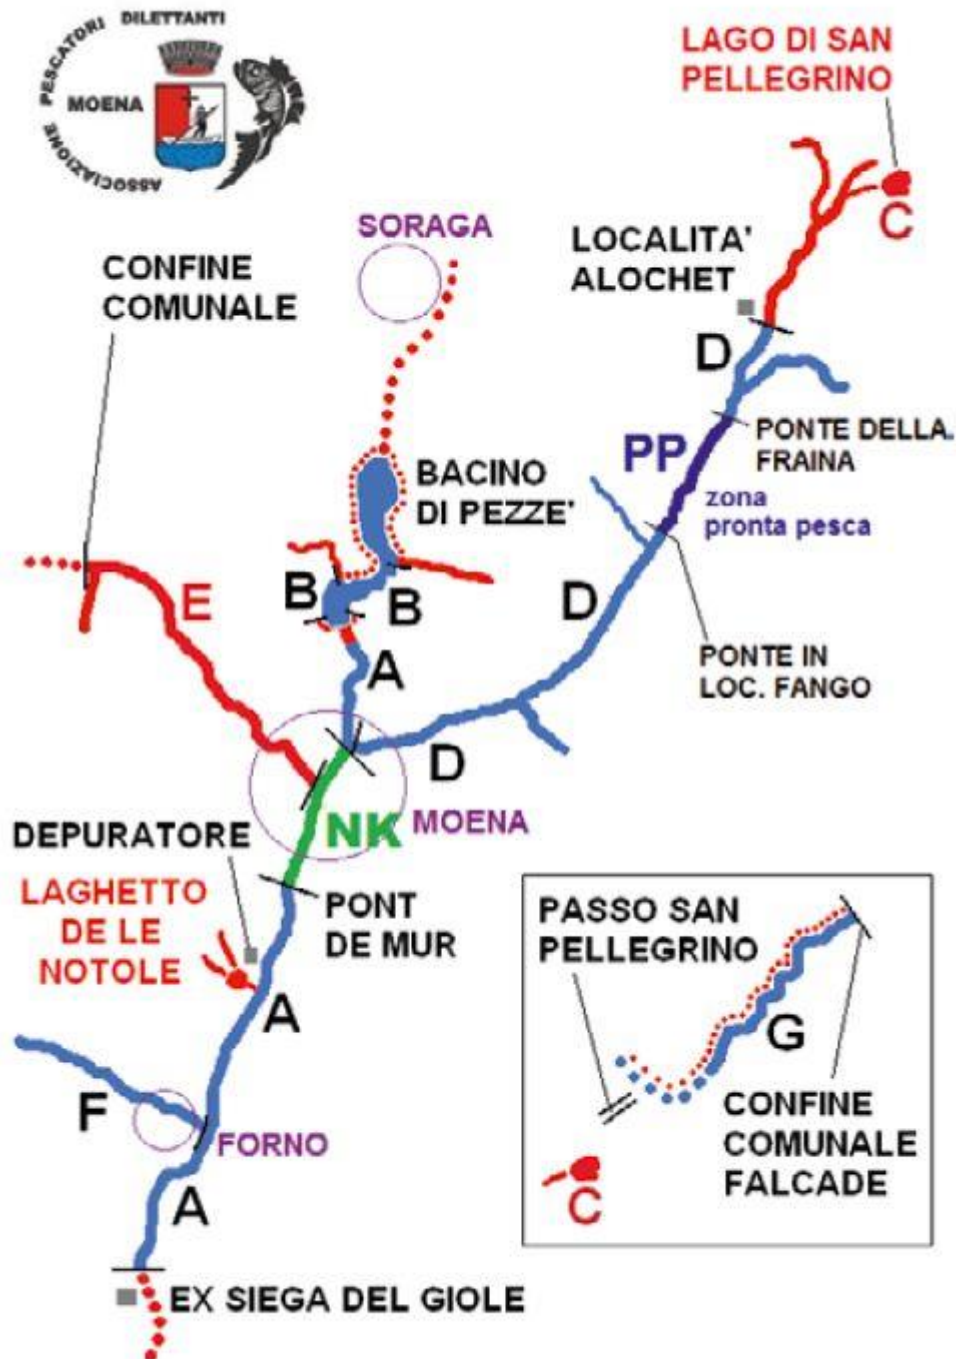 ASSOCIAZIONE PESCATORI DILETTANTI
MOENA
LAGO DI SAN
PELLEGRINO
C
SORAGA
LOCALITA'
ALOCHET
CONFINE
COMUNALE
D
PONTE DELLA.
FRAINA
PP
zona
pronta pesca
BACINO
DI PEZZE'
E
B
B
D
A
PONTE IN
LOC. FANGO
D
NK
MOENA
DEPURATORE
LAGHETTO
DE LE
NOTOLE
PONT
DE MUR
A
F
FORNO
A
EX SIEGA DEL GIOLE
PASSO SAN
PELLEGRINO
G
CONFINE
COMUNALE
FALCADE
C